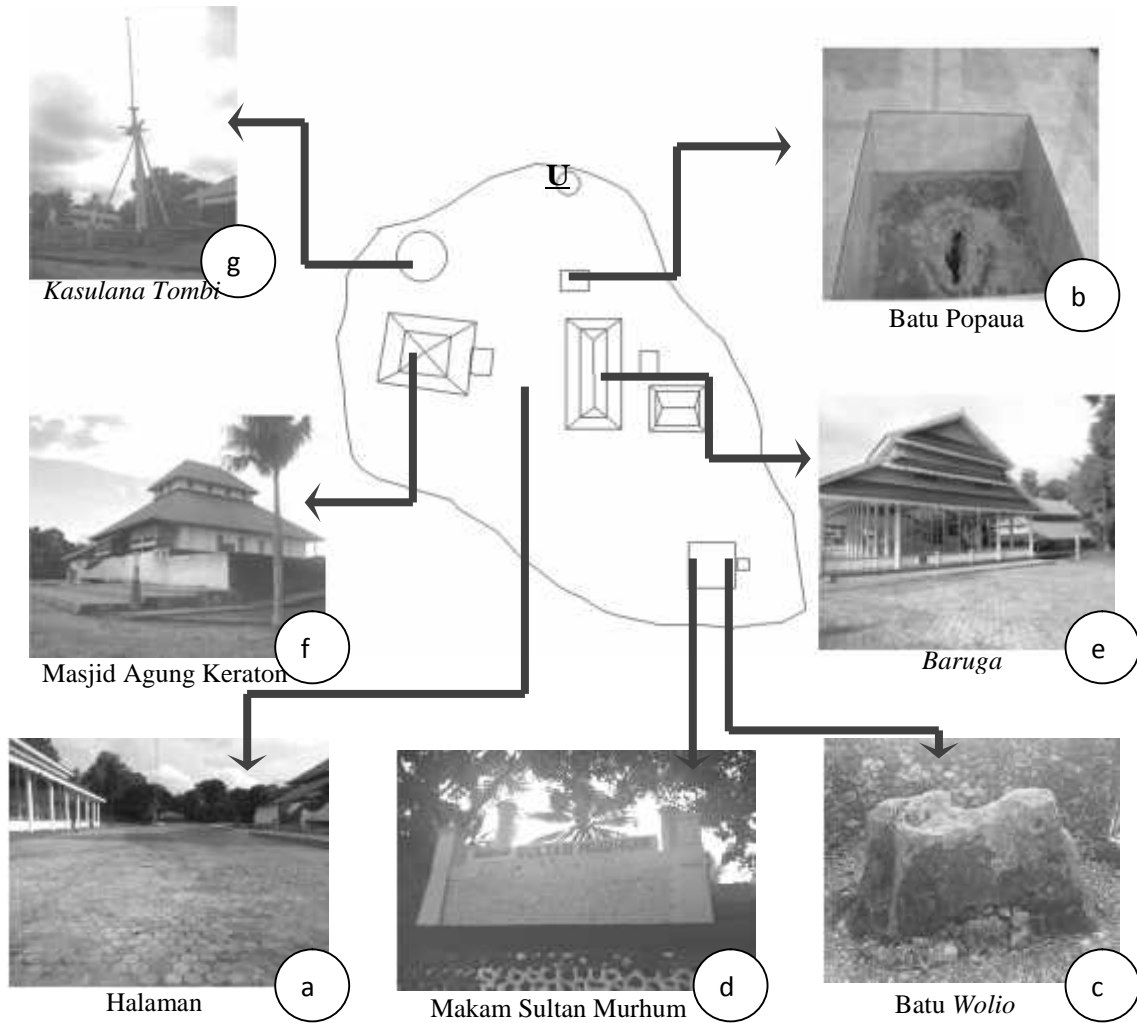 U
g
Kasulana Tombi
b
Batu Popaua
f
Masjid Agung Keraton
e
Baruga
a
Halaman
d
Makam Sultan Murhum
c
Batu Wolio